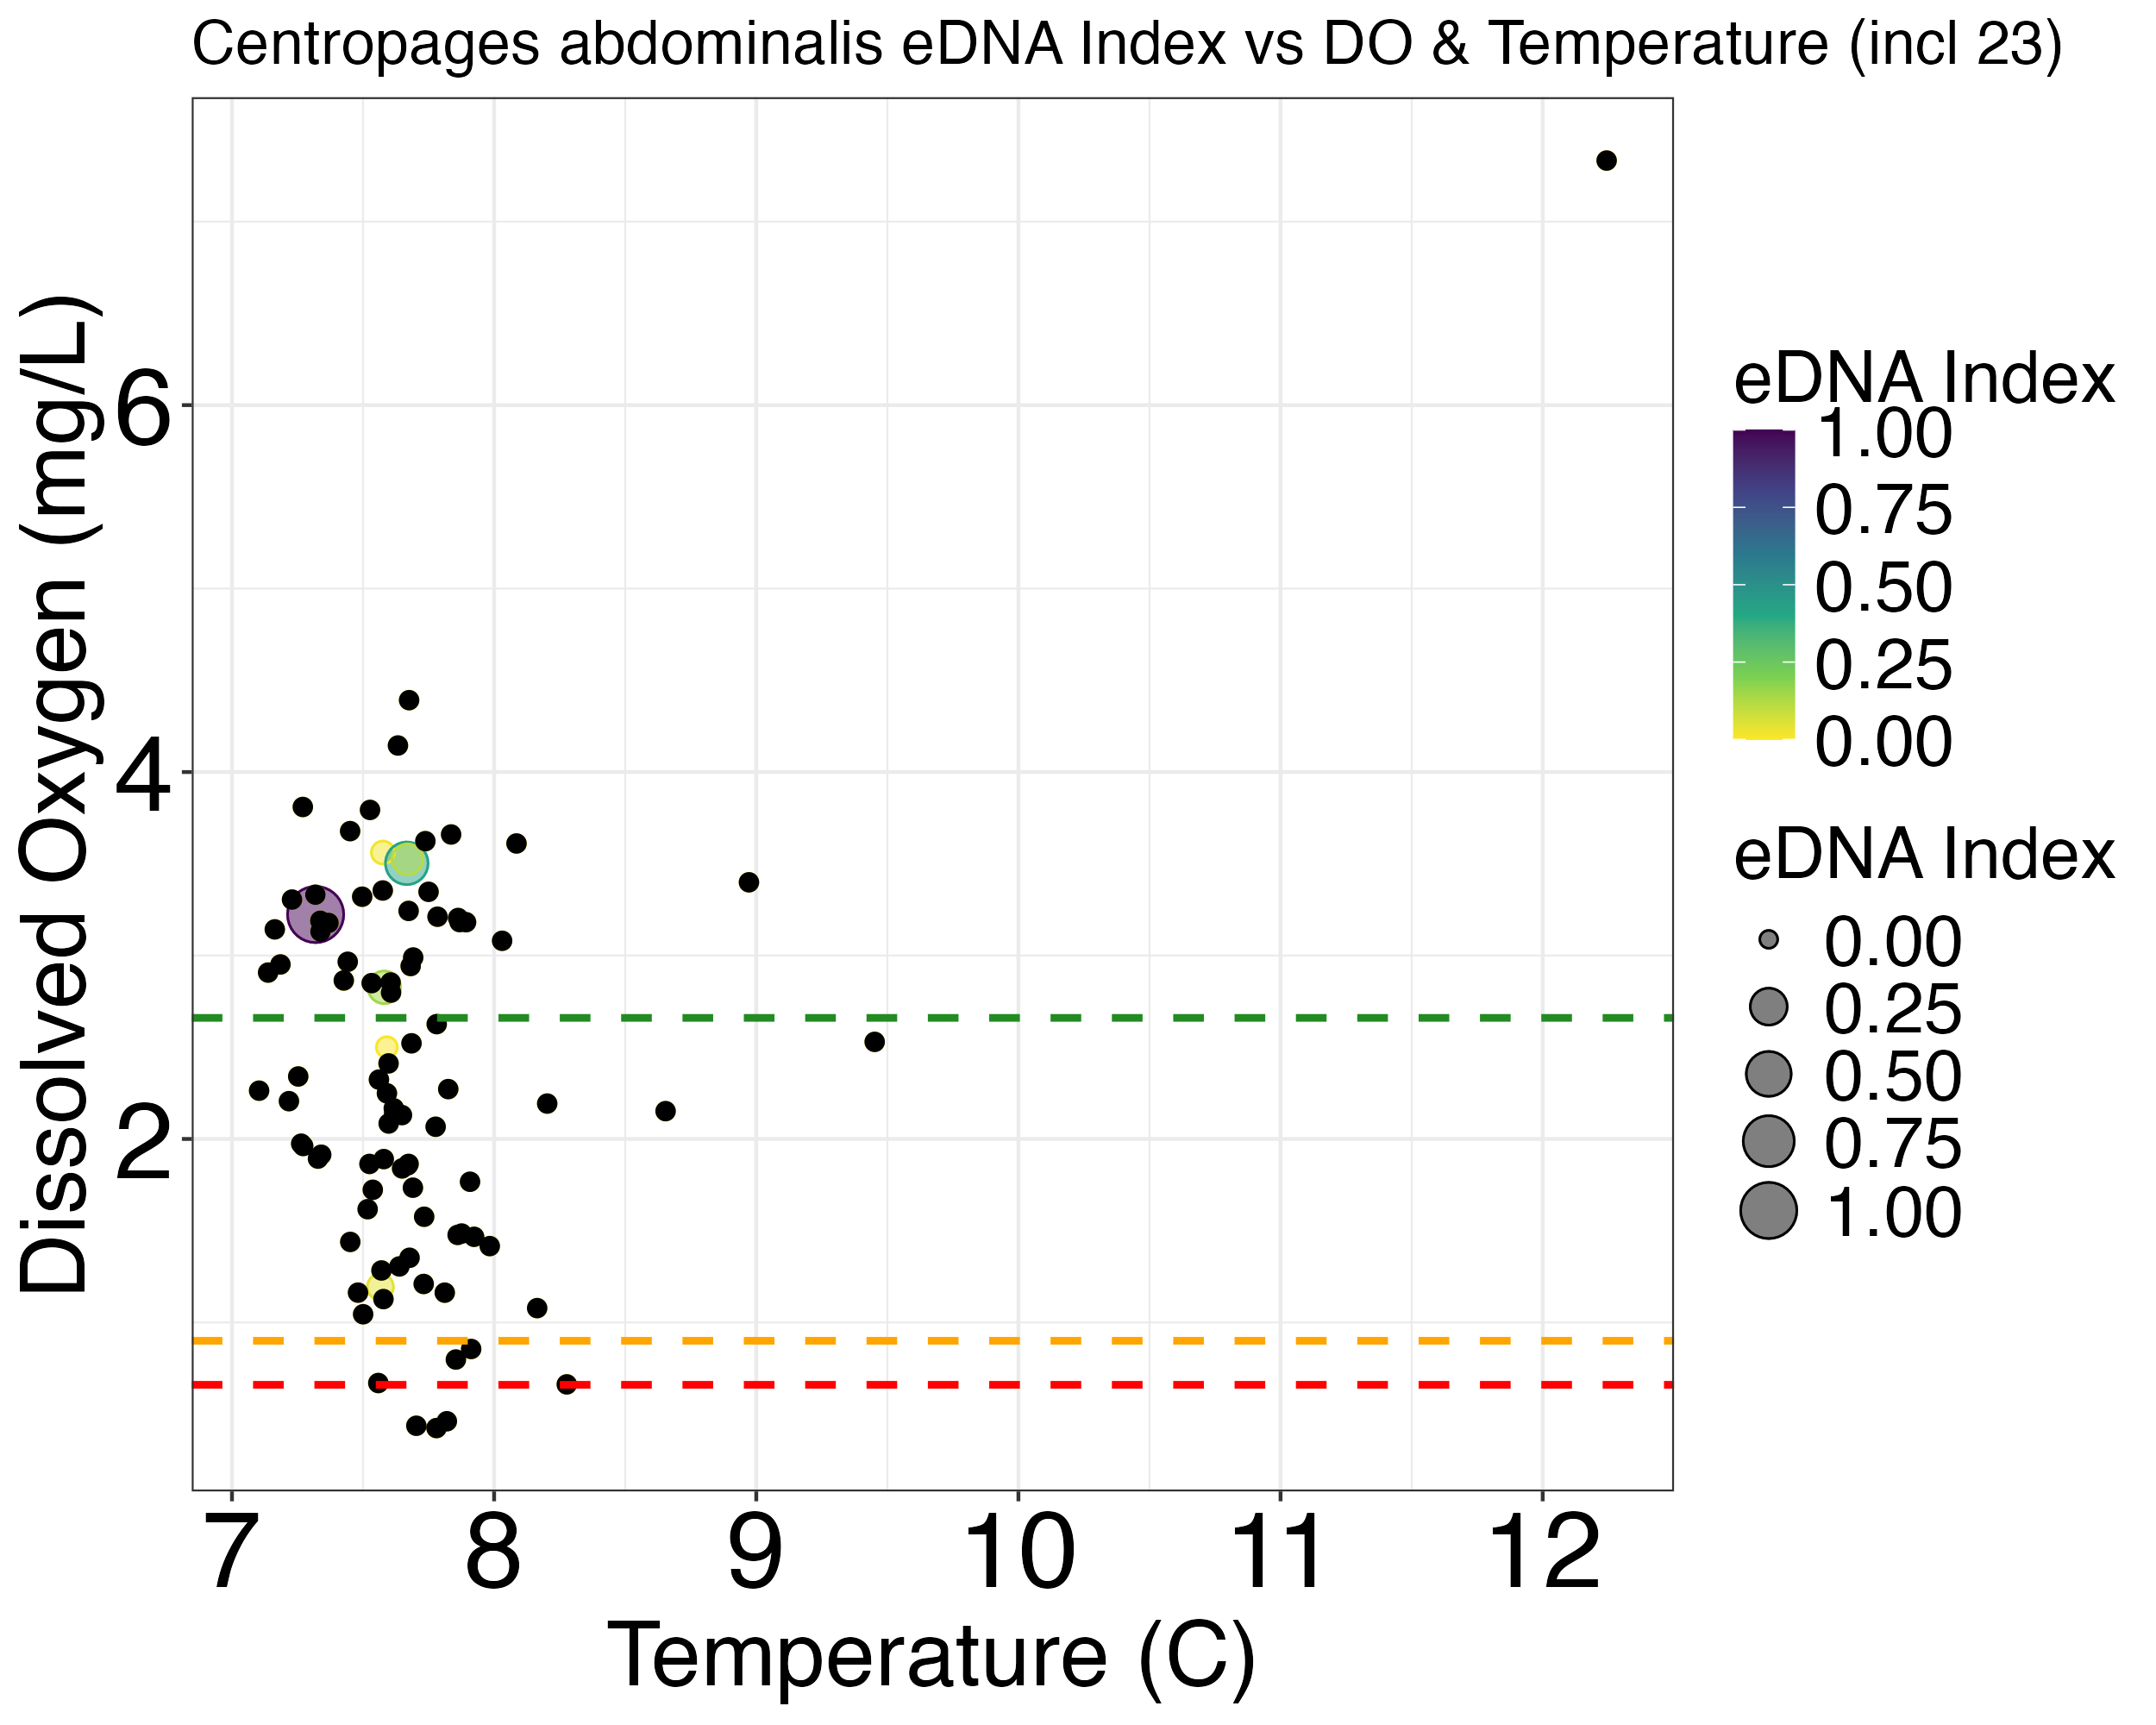 Centropages abdominalis eDNA Index vs DO & Temperature (incl 23)
Dissolved Oxygen (mg/L)
6
4
2
7 8 9 10 11 12
Temperature (C)
eDNA Index
1.00
0.75
0.50
0.25
0.00
eDNA Index
0.00
0.25
0.50
0.75
1.00